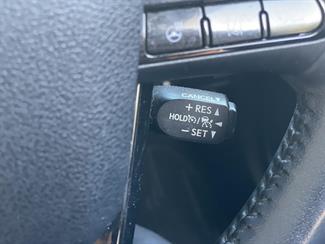 CANCEL▼
+ RES▲
HOLD /
− SET▼